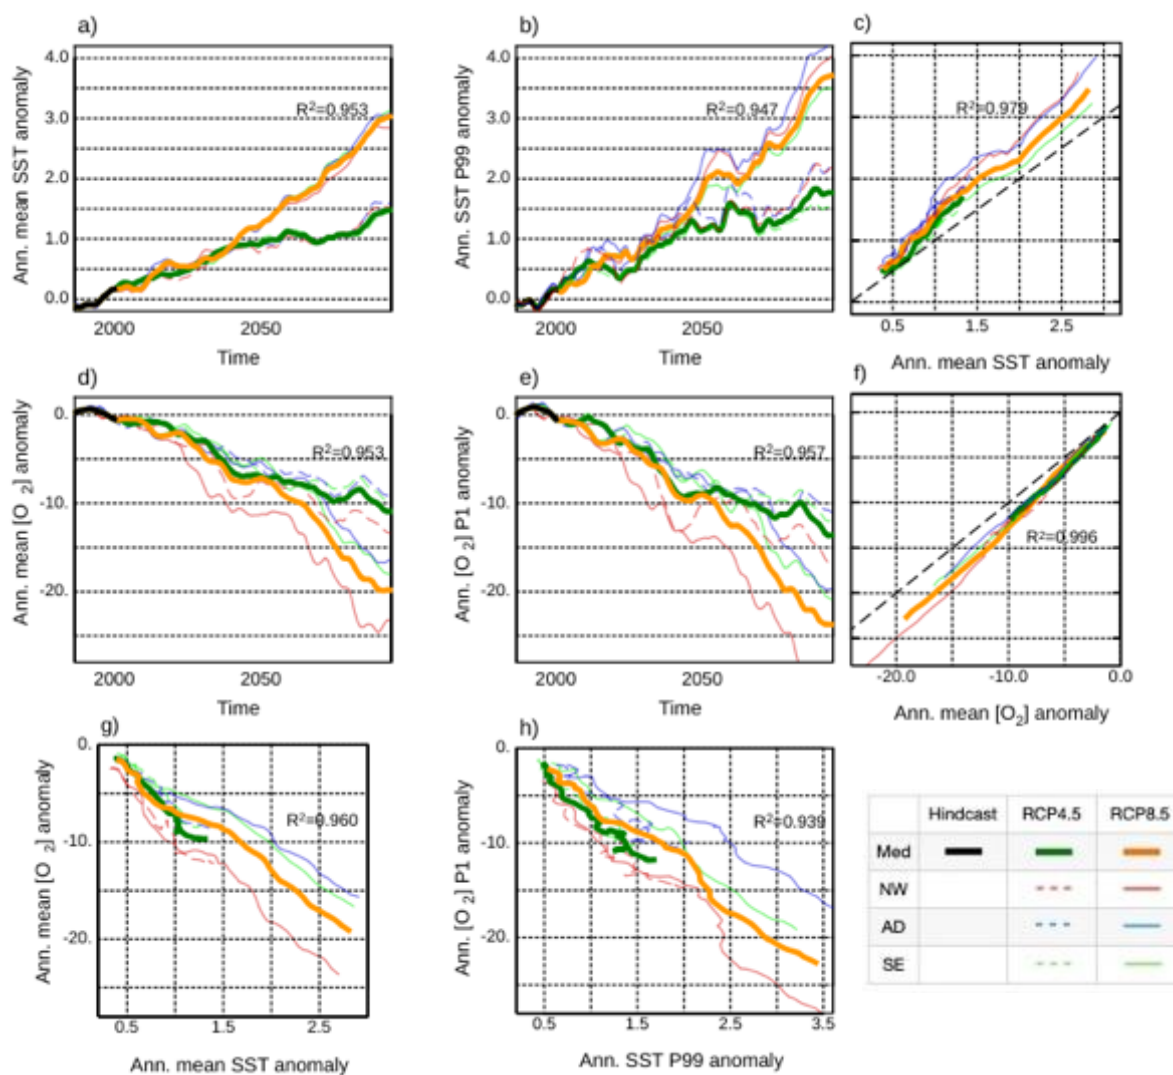 a)
Ann. mean SST anomaly
4.0
3.0
2.0
1.0
0.0
R²=0.953
2000 2050
Time
b)
Ann. SST P99 anomaly
4.0
3.0
2.0
1.0
0.0
R²=0.947
2000 2050
Time
c)
R²=0.979
0.5 1.5 2.5
Ann. mean SST anomaly
d)
Ann. mean [O 2] anomaly
0.
-10.
-20.
R²=0.953
2000 2050
Time
e)
Ann. [O2] P1 anomaly
0.
-10.
-20.
R²=0.957
2000 2050
Time
f)
R²=0.996
-20.0 -10.0 0.0
Ann. mean [O2] anomaly
g)
Ann. mean [O 2] anomaly
0.
-10.
-20.
R²=0.960
0.5 1.5 2.5
Ann. mean SST anomaly
h)
Ann. [O2] P1 anomaly
0.
-10.
-20.
R²=0.939
0.5 1.5 2.5 3.5
Ann. SST P99 anomaly
Hindcast RCP4.5 RCP8.5
Med
NW
AD
SE